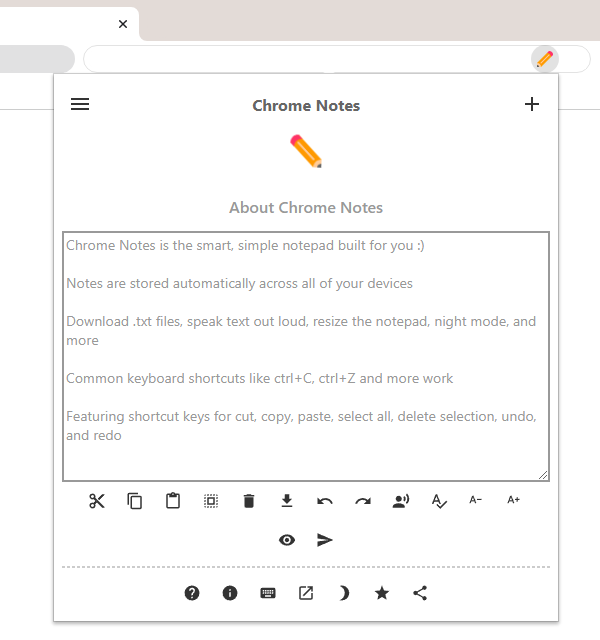 Chrome Notes
About Chrome Notes
Chrome Notes is the smart, simple notepad built for you :)
Notes are stored automatically across all of your devices
Download .txt files, speak text out loud, resize the notepad, night mode, and
more
Common keyboard shortcuts like ctrl+C, ctrl+Z and more work
Featuring shortcut keys for cut, copy, paste, select all, delete selection, undo,
and redo
A- A+